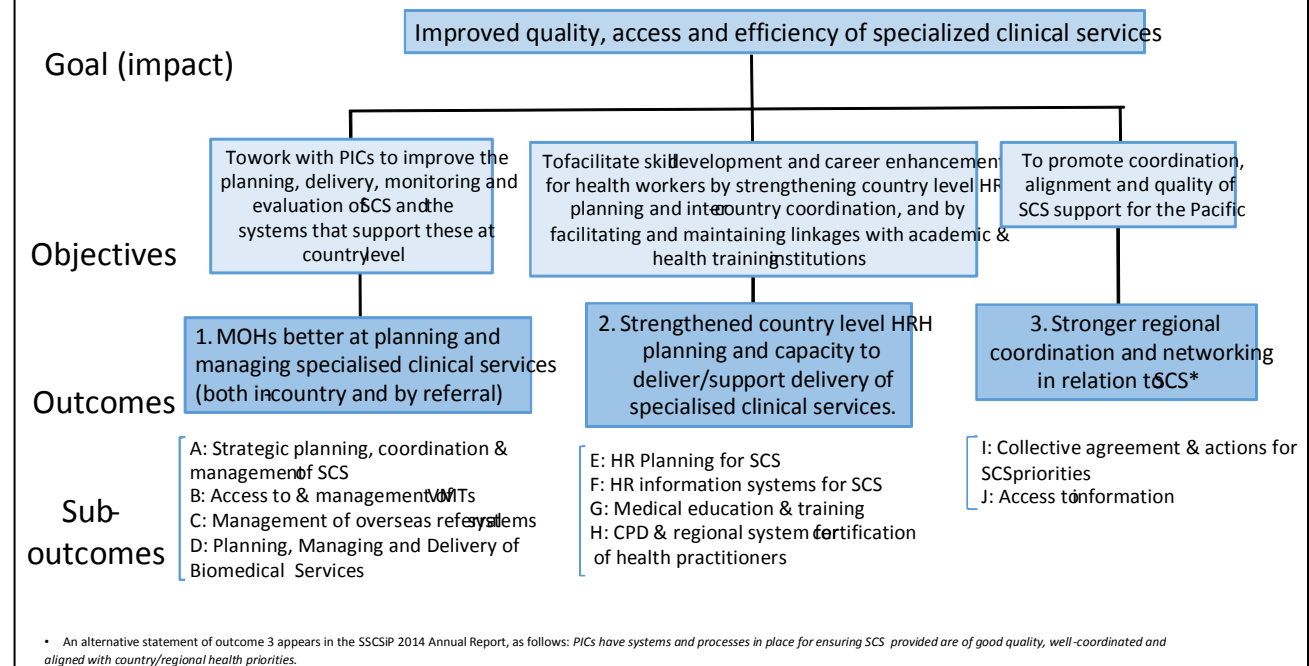 Improved quality, access and efficiency of specialized clinical services
Goal (impact)
Towork with PICs to improve the
planning, delivery, monitoring and
evaluation of SCS and the
systems that support these at
country level
Tofacilitate skill development and career enhancement
for health workers by strengthening country level HR
planning and inter-country coordination, and by
facilitating and maintaining linkages with academic &
health training institutions
To promote coordination,
alignment and quality of
SCS support for the Pacific
Objectives
1. MOHs better at planning and
managing specialised clinical services
(both in-country and by referral)
2. Strengthened country level HRH
planning and capacity to
deliver/support delivery of
specialised clinical services.
3. Stronger regional
coordination and networking
in relation to SCS*
Outcomes
A: Strategic planning, coordination &
management of SCS
B: Access to & management of VMTs
C: Management of overseas referral systems
D: Planning, Managing and Delivery of
Biomedical Services
E: HR Planning for SCS
F: HR information systems for SCS
G: Medical education & training
H: CPD & regional system for certification
of health practitioners
I: Collective agreement & actions for
SCS priorities
J: Access to information
Sub-
outcomes
• An alternative statement of outcome 3 appears in the SSCSiP 2014 Annual Report, as follows: PICs have systems and processes in place for ensuring SCS provided are of good quality, well-coordinated and
aligned with country/regional health priorities.